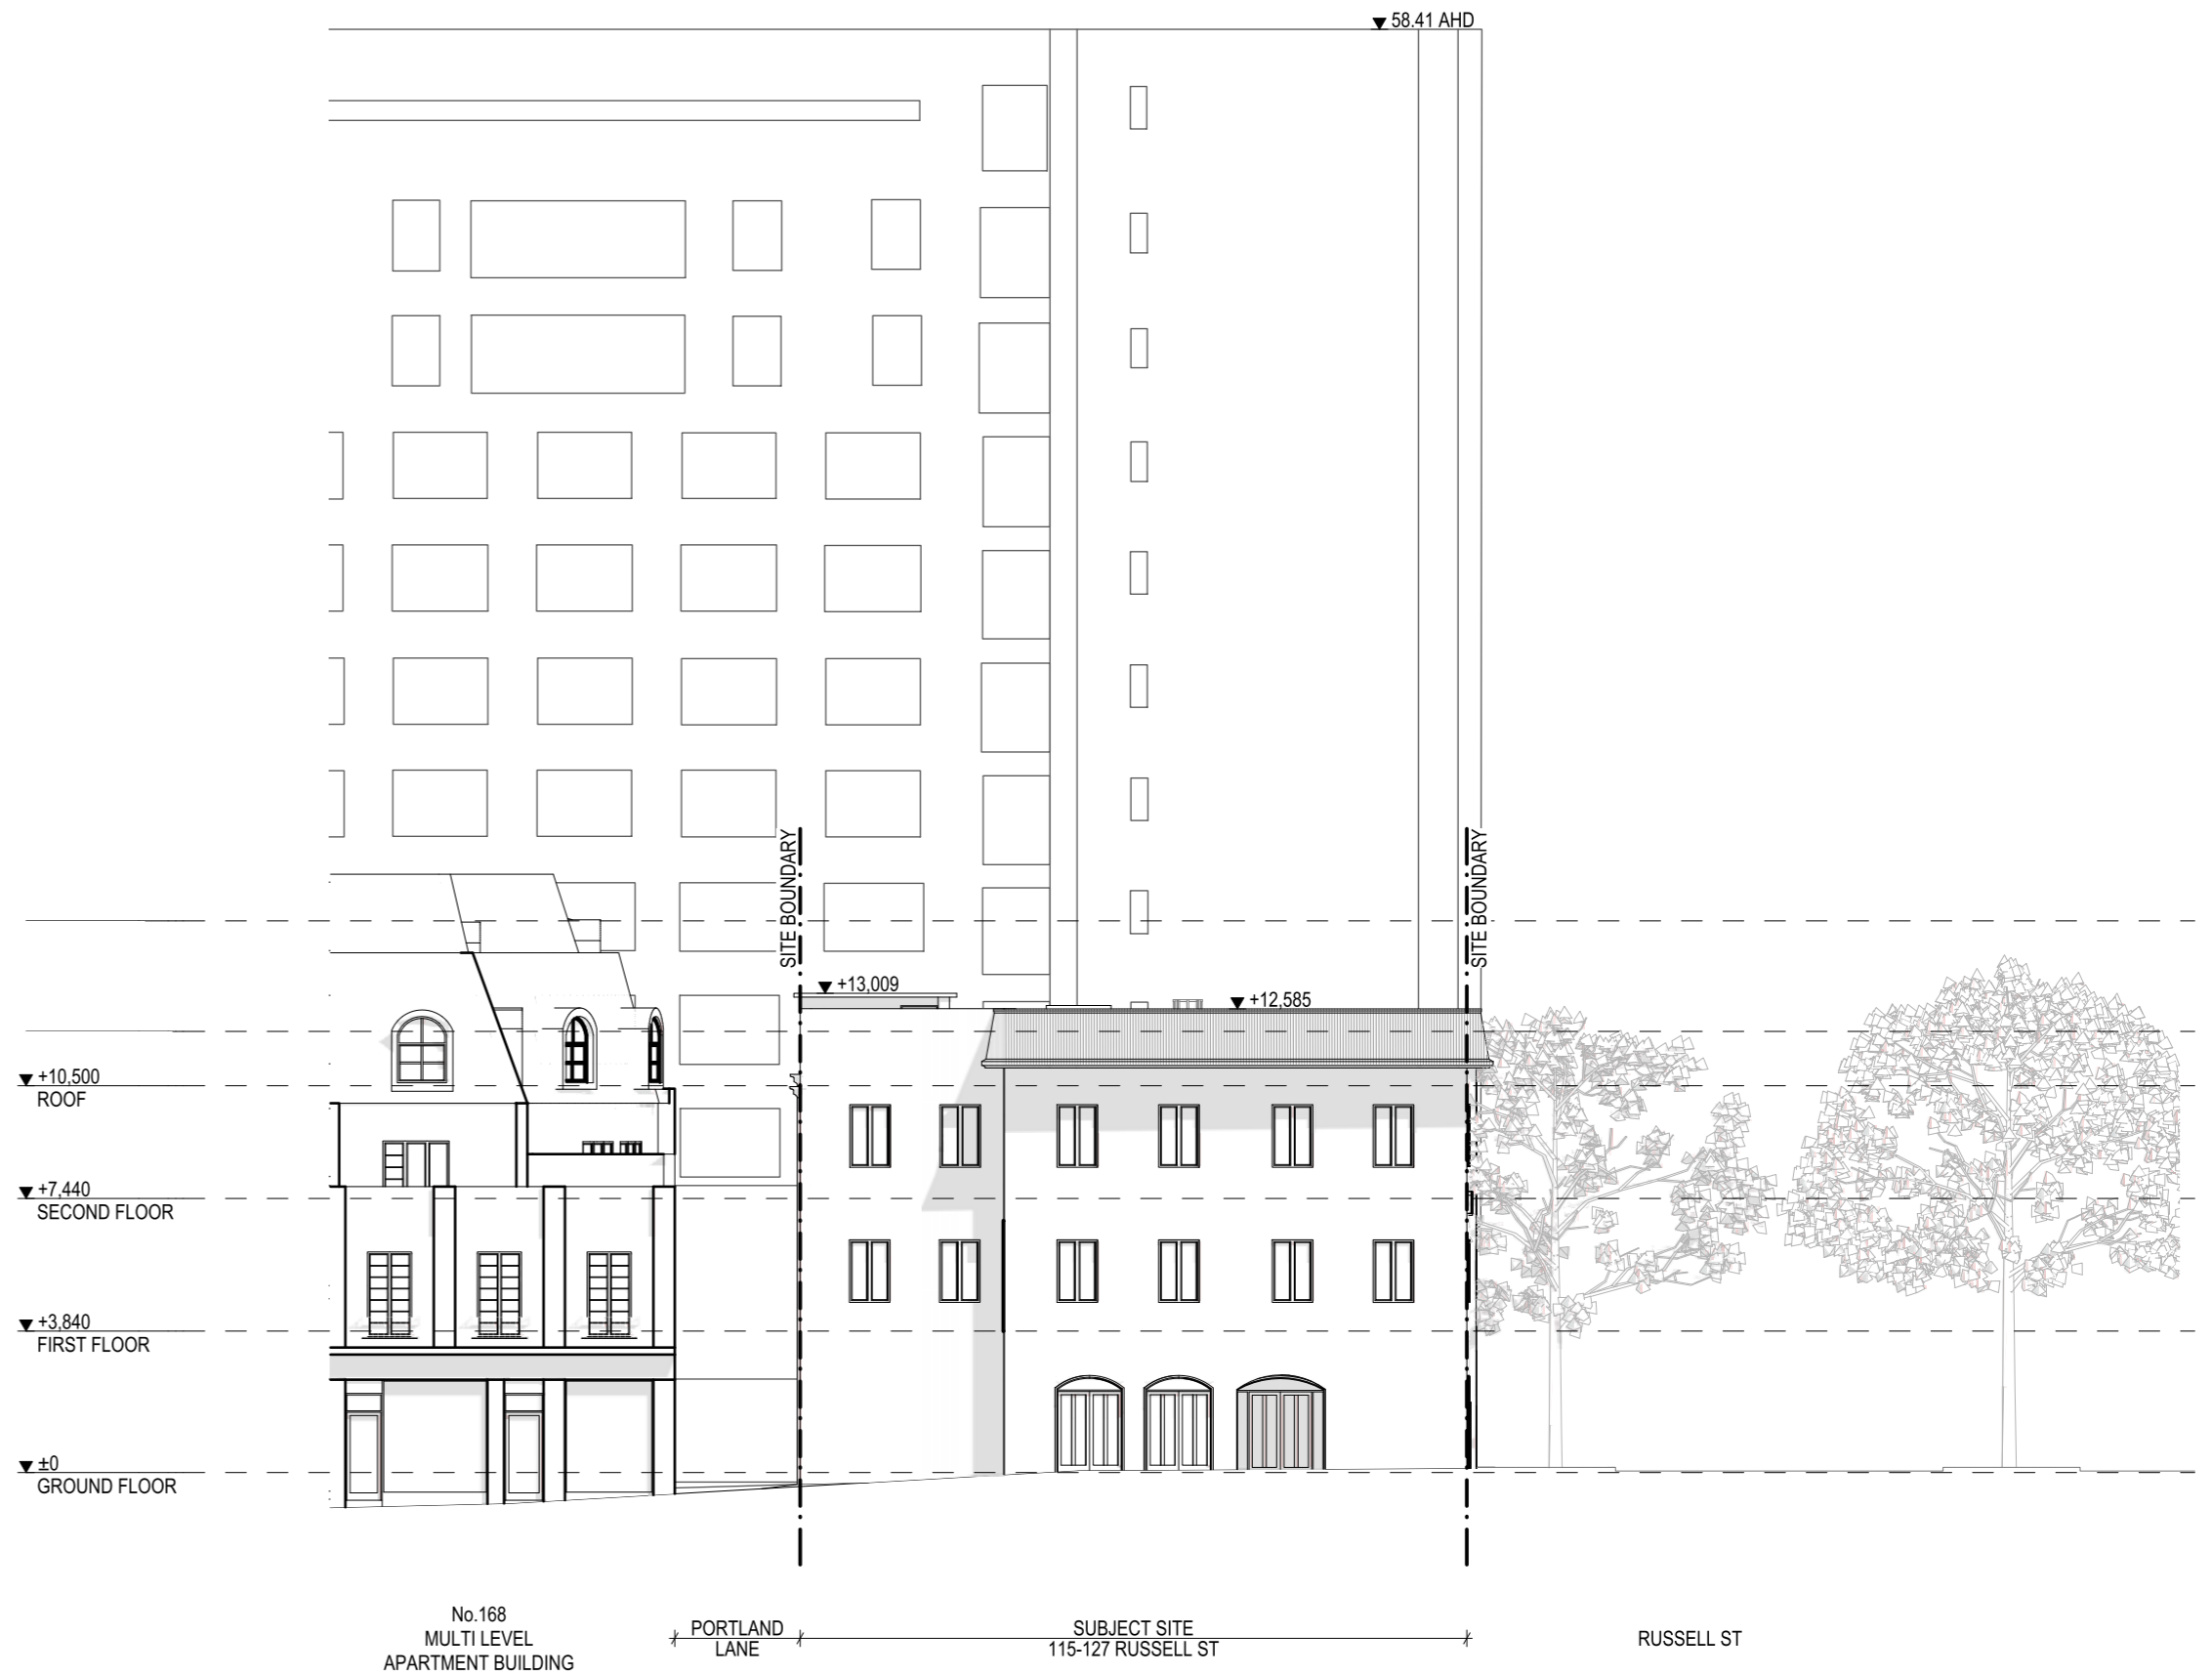 58.41 AHD
SITE BOUNDARY
SITE BOUNDARY
+13,009
+12,585
+10,500
ROOF
+7,440
SECOND FLOOR
+3,840
FIRST FLOOR
±0
GROUND FLOOR
No.168
MULTI LEVEL
APARTMENT BUILDING
PORTLAND
LANE
SUBJECT SITE
115-127 RUSSELL ST
RUSSELL ST